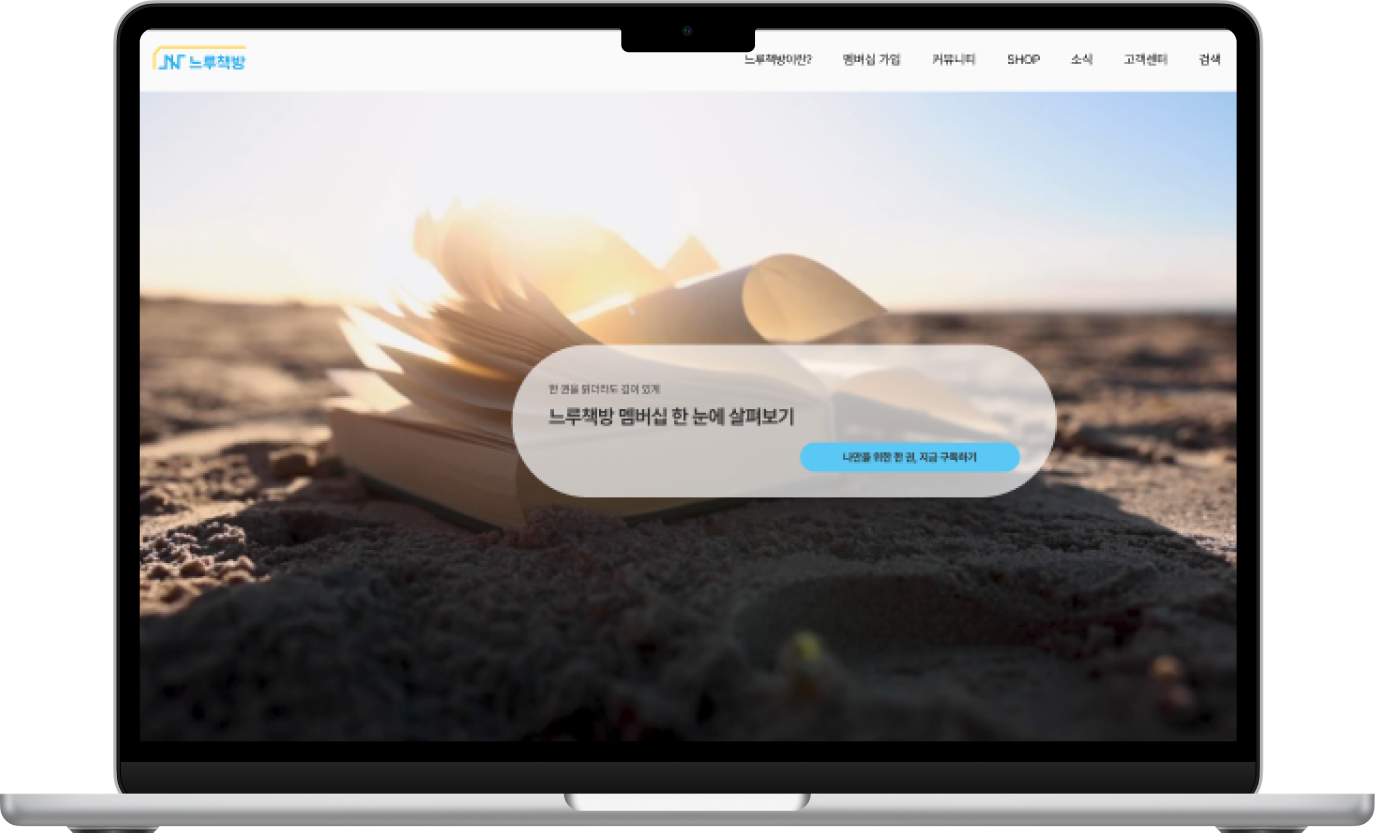 느루책방
느루책방이란? 멤버십 가입 커뮤니티 SHOP 소식 고객센터 검색
한 권을 읽더라도 깊이 있게
느루책방 멤버십 한 눈에 살펴보기
나만을 위한 한 권, 지금 구독하기